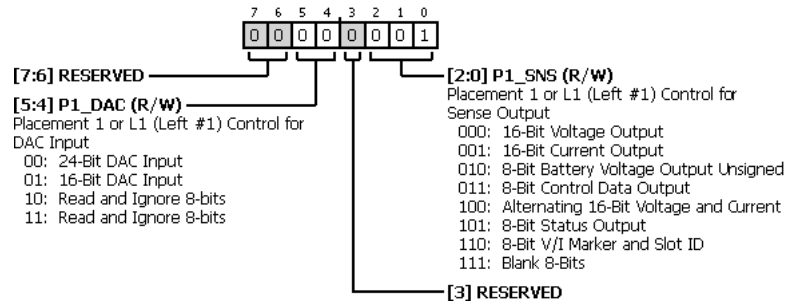 7 6 5 4 3 2 1 0
0 0 0 0 0 0 0 1
[7:6] RESERVED
[5:4] P1_DAC (R/W)
Placement 1 or L1 (Left #1) Control for
DAC Input
00: 24-Bit DAC Input
01: 16-Bit DAC Input
10: Read and Ignore 8-bits
11: Read and Ignore 8-bits
[2:0] P1_SNS (R/W)
Placement 1 or L1 (Left #1) Control for
Sense Output
000: 16-Bit Voltage Output
001: 16-Bit Current Output
010: 8-Bit Battery Voltage Output Unsigned
011: 8-Bit Control Data Output
100: Alternating 16-Bit Voltage and Current
101: 8-Bit Status Output
110: 8-Bit V/I Marker and Slot ID
111: Blank 8-Bits
[3] RESERVED